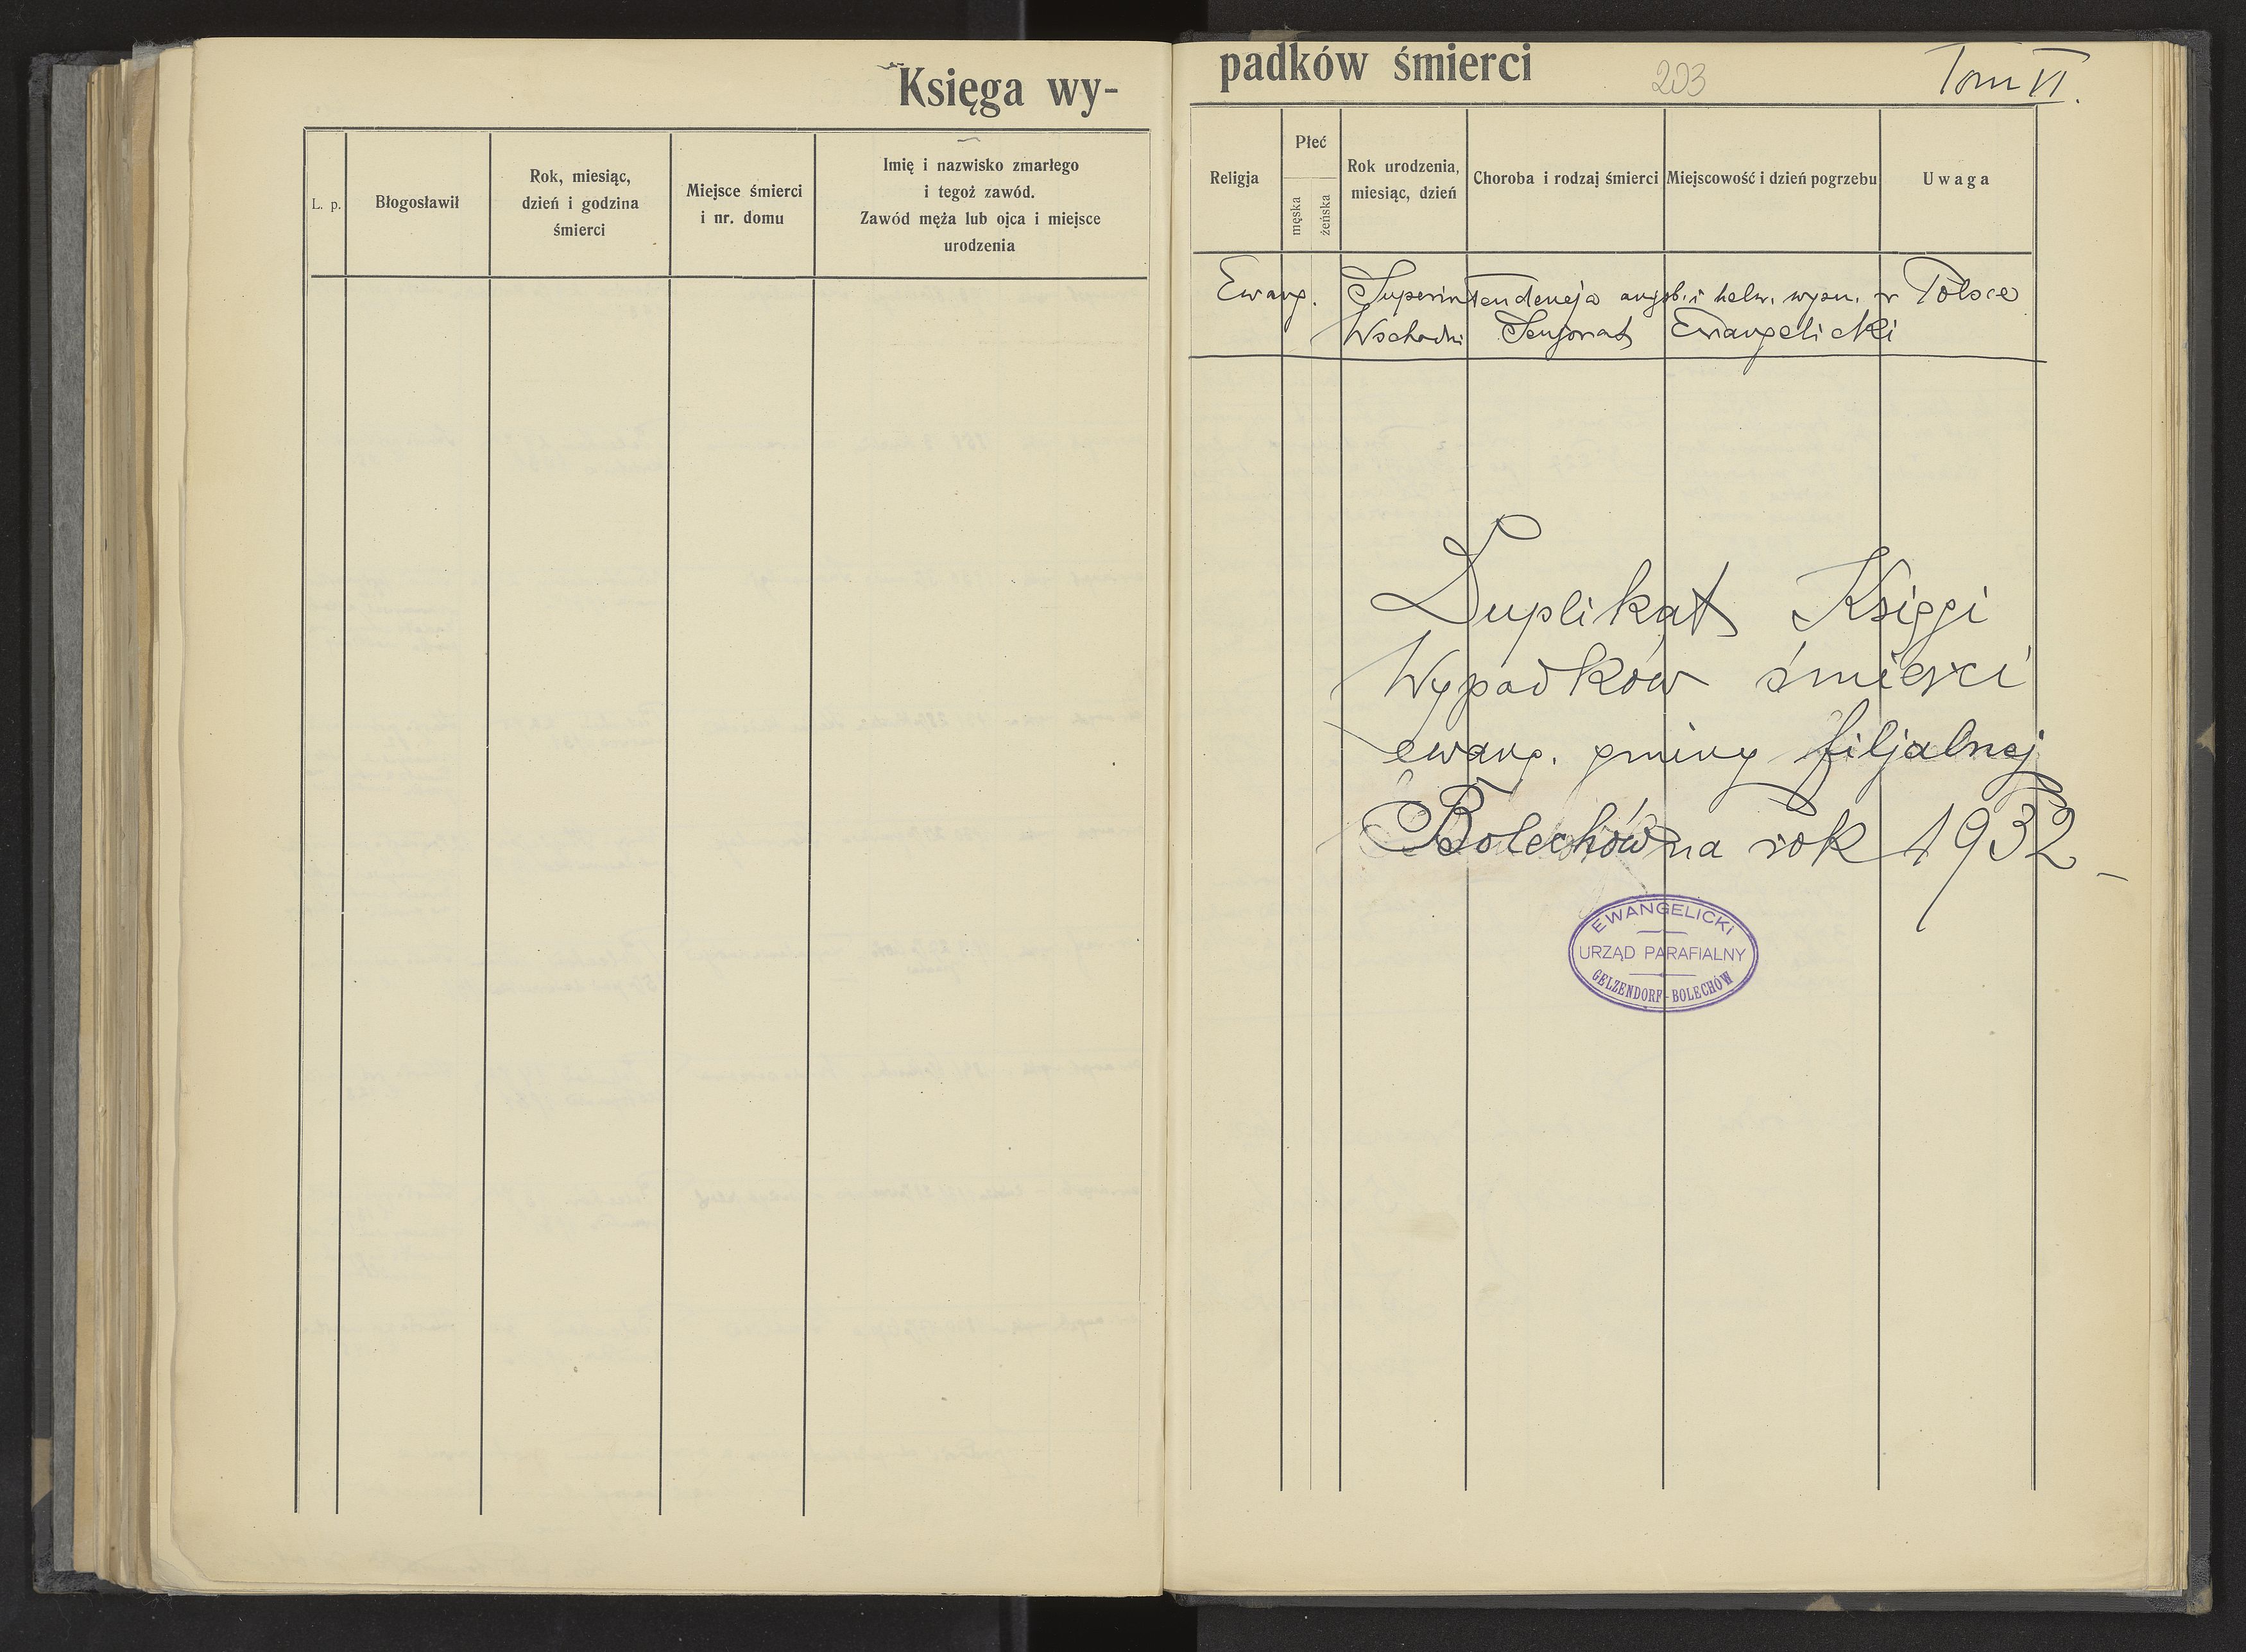 Księga wy-
L. p.
Błogosławił
Rok, miesiąc,
dzień i godzina
śmierci
Miejsce śmierci
i nr. domu
Imię i nazwisko zmarłego
i tegoż zawód.
Zawód męża lub ojca i miejsce
urodzenia
padków śmierci
203
Tom VI.
Religja
Płeć
męska
żeńska
Rok urodzenia,
miesiąc, dzień
Choroba i rodzaj śmierci
Miejscowość i dzień pogrzebu
Uwaga
Ewang. Superintendencja augsb. i helw. wyzn. w Polsce
Wschodni Senjorat Ewangelicki
Duplikat Księgi
Wypadków śmierci
ewang. gminy filjalnej
Bolechów na rok 1932
EWANGELICKI
URZĄD PARAFIALNY
GELZENDORF-BOLECHÓW